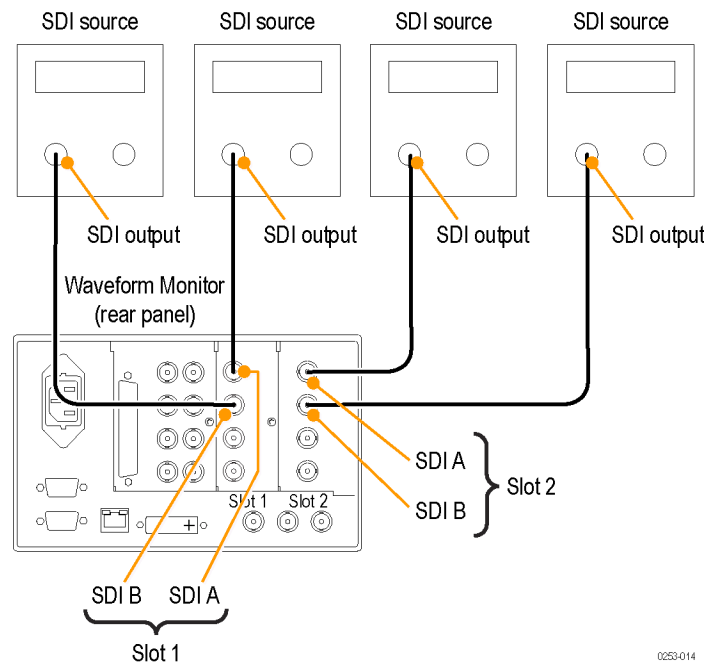 SDI source
SDI source
SDI source
SDI source
SDI output
SDI output
SDI output
SDI output
Waveform Monitor
(rear panel)
SDI A
SDI B
Slot 2
Slot 1
Slot 2
SDI B
SDI A
Slot 1
0253-014